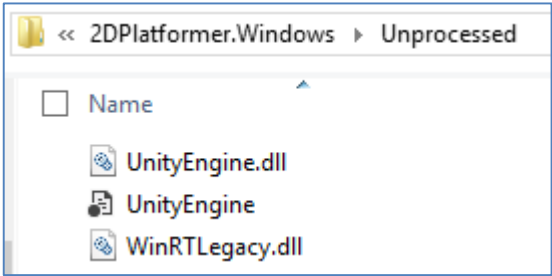 « 2DPlatformer.Windows Unprocessed
Name
UnityEngine.dll
UnityEngine
WinRTLegacy.dll